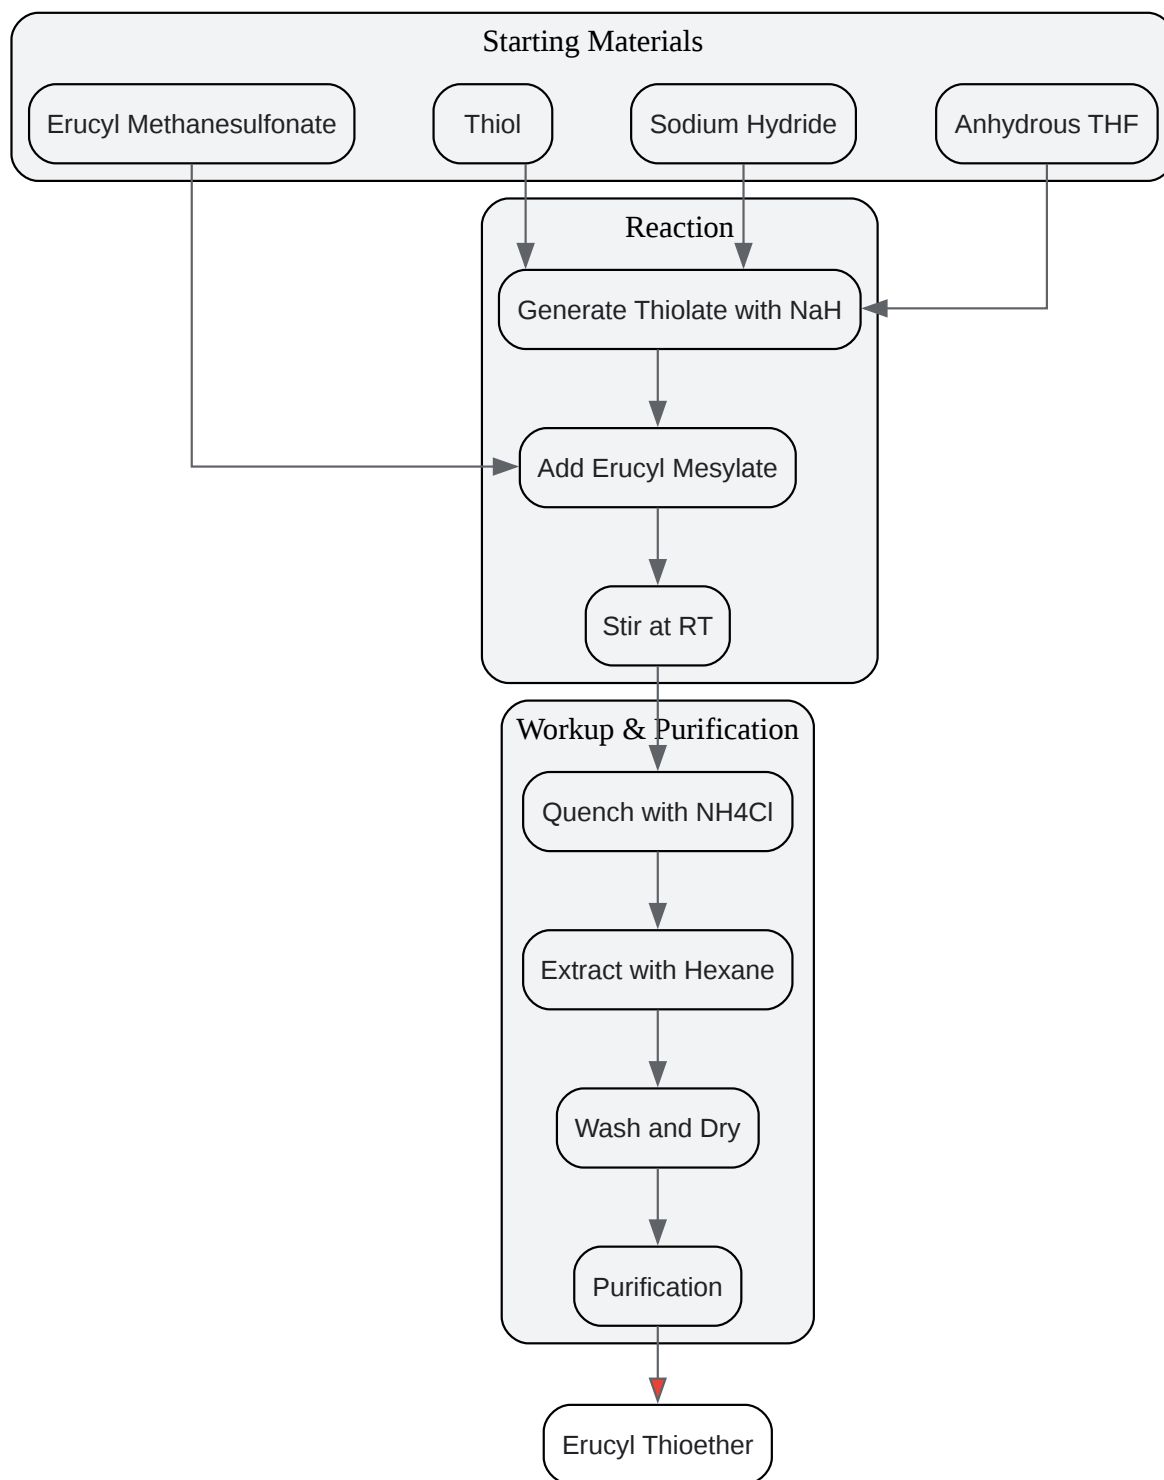 Starting Materials
Erucyl Methanesulfonate
Thiol
Sodium Hydride
Anhydrous THF
Reaction
Generate Thiolate with NaH
Add Erucyl Mesylate
Stir at RT
Workup & Purification
Quench with NH4Cl
Extract with Hexane
Wash and Dry
Purification
Erucyl Thioether